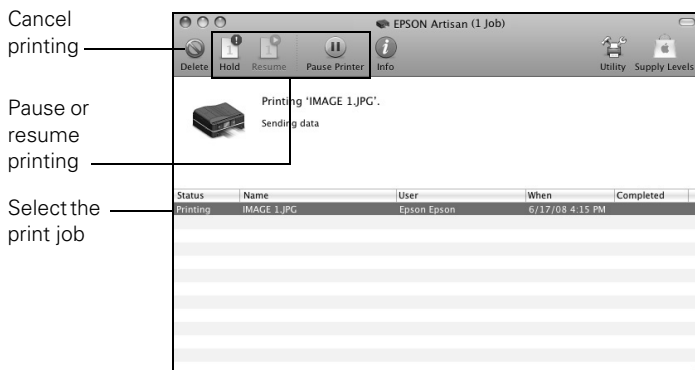 Cancel
printing
Pause or
resume
printing
Select the
print job
EPSON Artisan (1 Job)
Delete Hold Resume Pause Printer Info Utility Supply Levels
Printing ‘IMAGE 1.JPG’.
Sending data
Status Name User When Completed
Printing IMAGE 1.JPG Epson Epson 6/17/08 4:15 PM